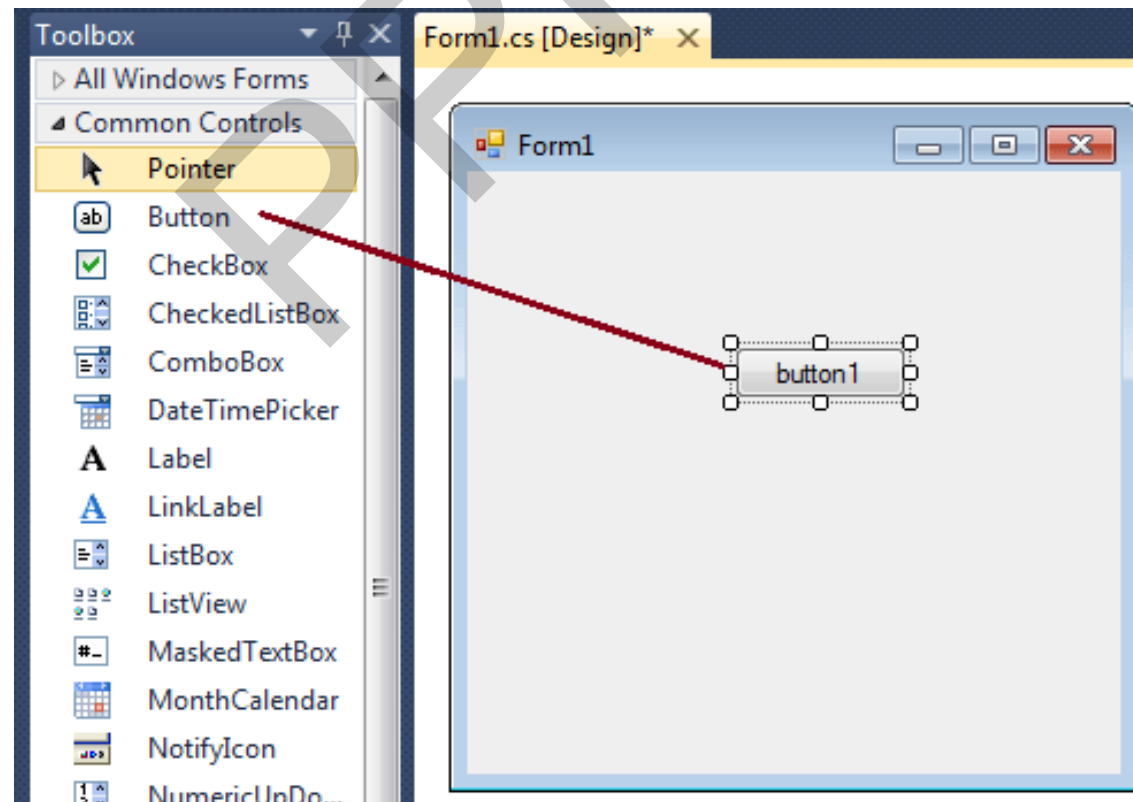 Toolbox
All Windows Forms
Common Controls
Pointer
ab Button
CheckBox
CheckedListBox
ComboBox
DateTimePicker
A Label
A LinkLabel
ListBox
ListView
#_ MaskedTextBox
MonthCalendar
NotifyIcon
NumericUpDo...
Form1.cs [Design]*
Form1
button1